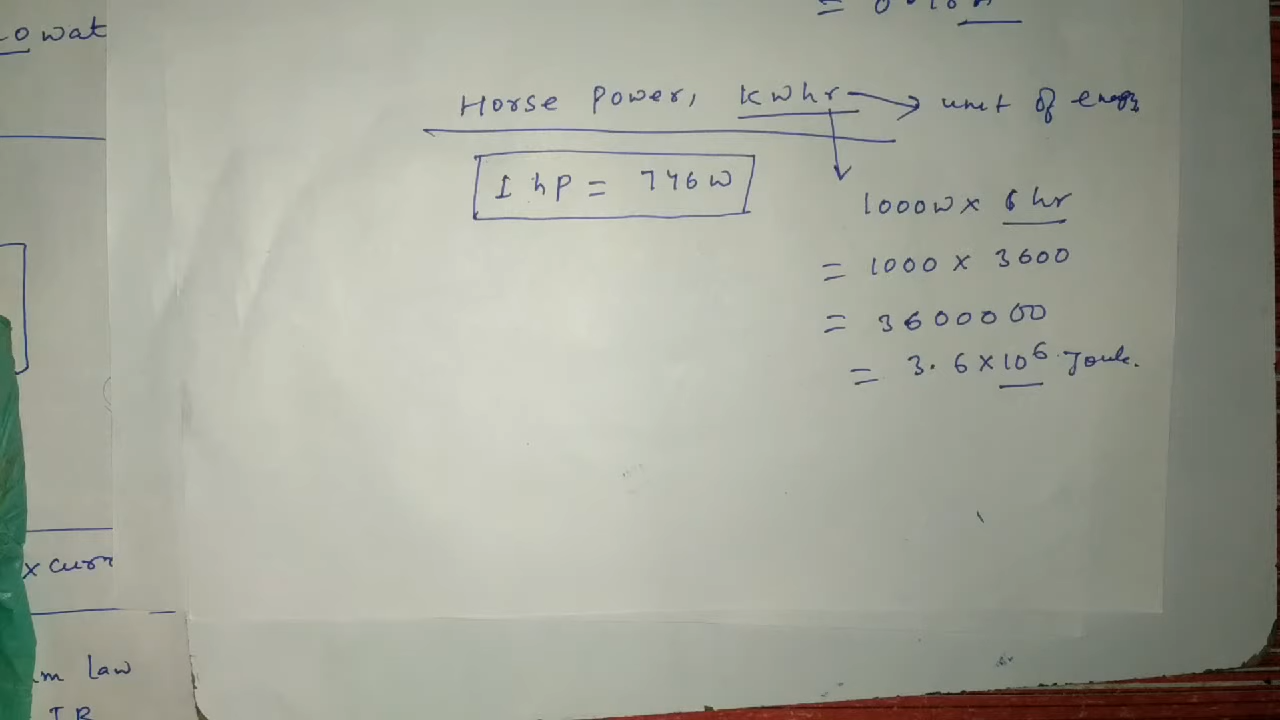 o wat
Horse Power, Kwhr → unit of energy
1 hp = 746 W
1000W x 1 hr
= 1000 x 3600
= 3600000
= 3.6 x 10⁶ Joule.
x curr
m law
IR